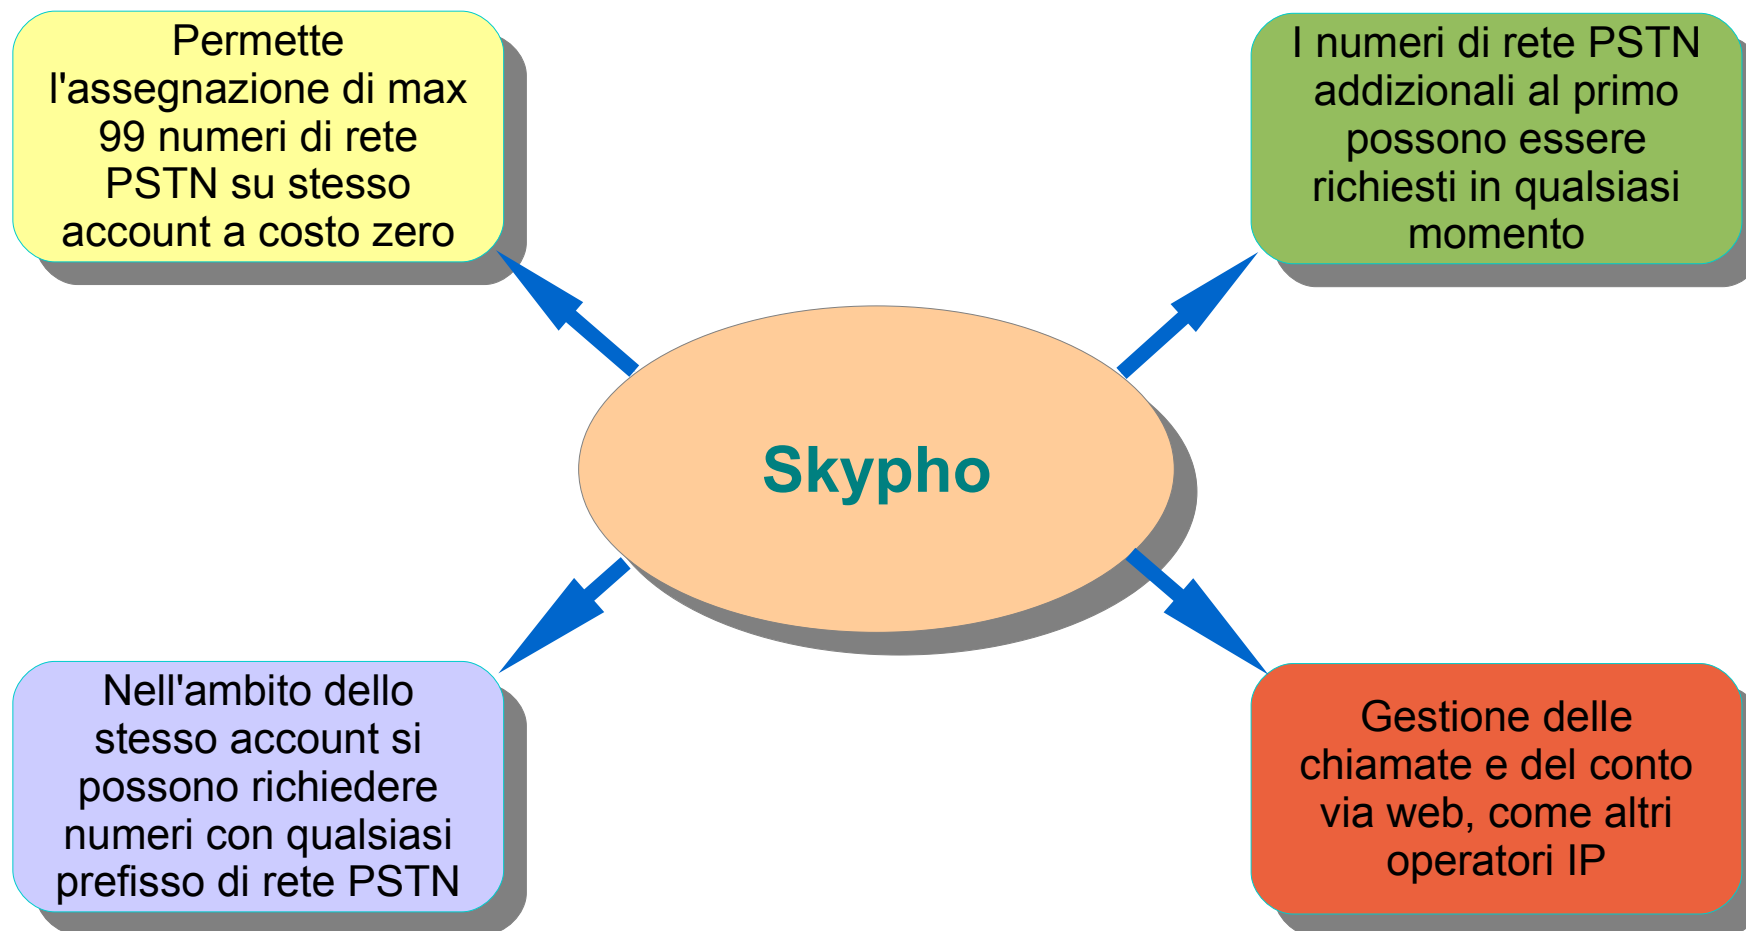 Permette
l'assegnazione di max
99 numeri di rete
PSTN su stesso
account a costo zero
I numeri di rete PSTN
addizionali al primo
possono essere
richiesti in qualsiasi
momento
Skypho
Nell'ambito dello
stesso account si
possono richiedere
numeri con qualsiasi
prefisso di rete PSTN
Gestione delle
chiamate e del conto
via web, come altri
operatori IP